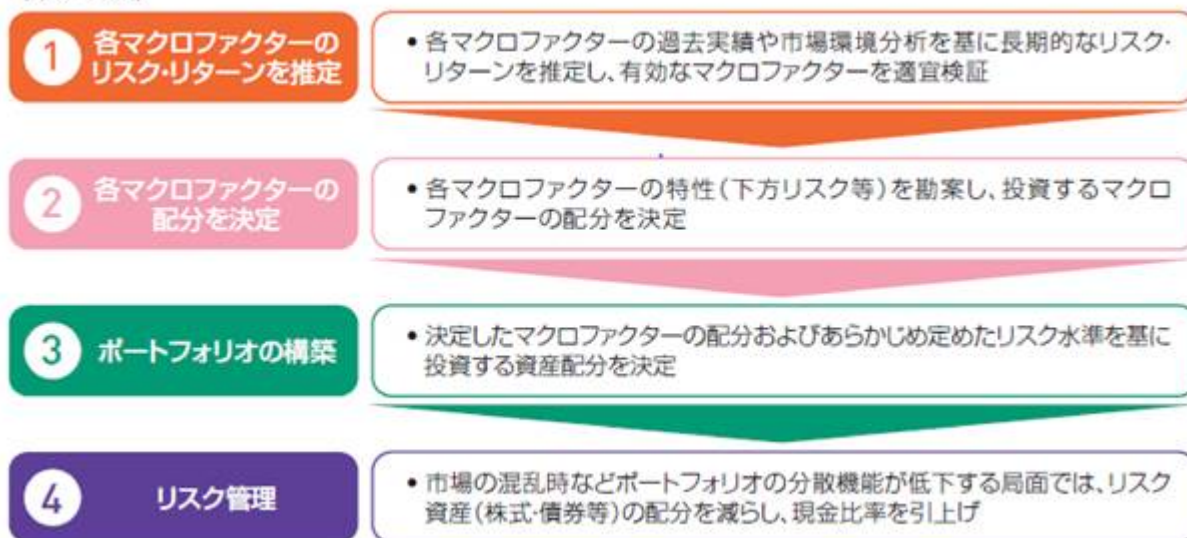 1 各マクロファクターの
リスク・リターンを推定
• 各マクロファクターの過去実績や市場環境分析を基に長期的なリスク・
リターンを推定し、有効なマクロファクターを適宜検証
2 各マクロファクターの
配分を決定
• 各マクロファクターの特性(下方リスク等)を勘案し、投資するマクロ
ファクターの配分を決定
3 ポートフォリオの構築
• 決定したマクロファクターの配分およびあらかじめ定めたリスク水準を基に
投資する資産配分を決定
4 リスク管理
• 市場の混乱時などポートフォリオの分散機能が低下する局面では、リスク
資産(株式・債券等)の配分を減らし、現金比率を引上げ